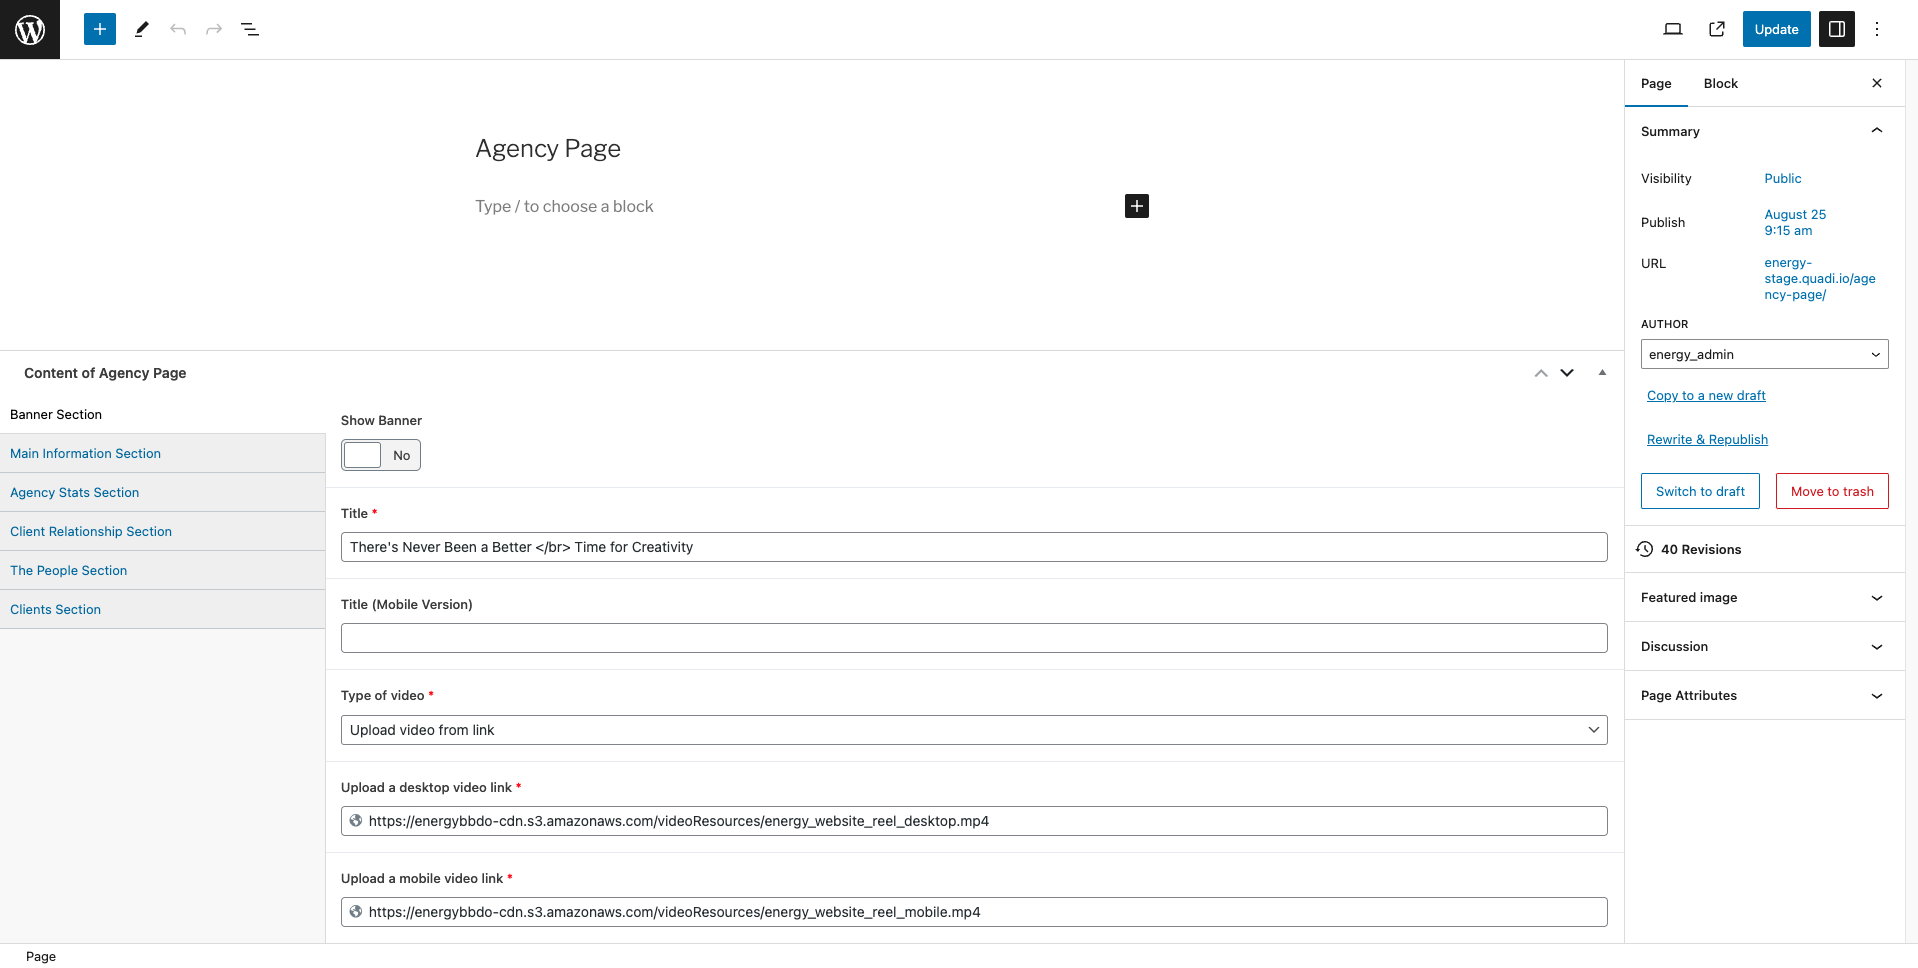 Update
Agency Page
Type / to choose a block
Content of Agency Page
Banner Section
Main Information Section
Agency Stats Section
Client Relationship Section
The People Section
Clients Section
Show Banner
No
Title *
There's Never Been a Better </br> Time for Creativity
Title (Mobile Version)
Type of video *
Upload video from link
Upload a desktop video link *
https://energybbdo-cdn.s3.amazonaws.com/videoResources/energy_website_reel_desktop.mp4
Upload a mobile video link *
https://energybbdo-cdn.s3.amazonaws.com/videoResources/energy_website_reel_mobile.mp4
Page Block
Summary
Visibility Public
Publish August 25
9:15 am
URL energy-
stage.quadi.io/age
ncy-page/
AUTHOR
energy_admin
Copy to a new draft
Rewrite & Republish
Switch to draft Move to trash
40 Revisions
Featured image
Discussion
Page Attributes
Page